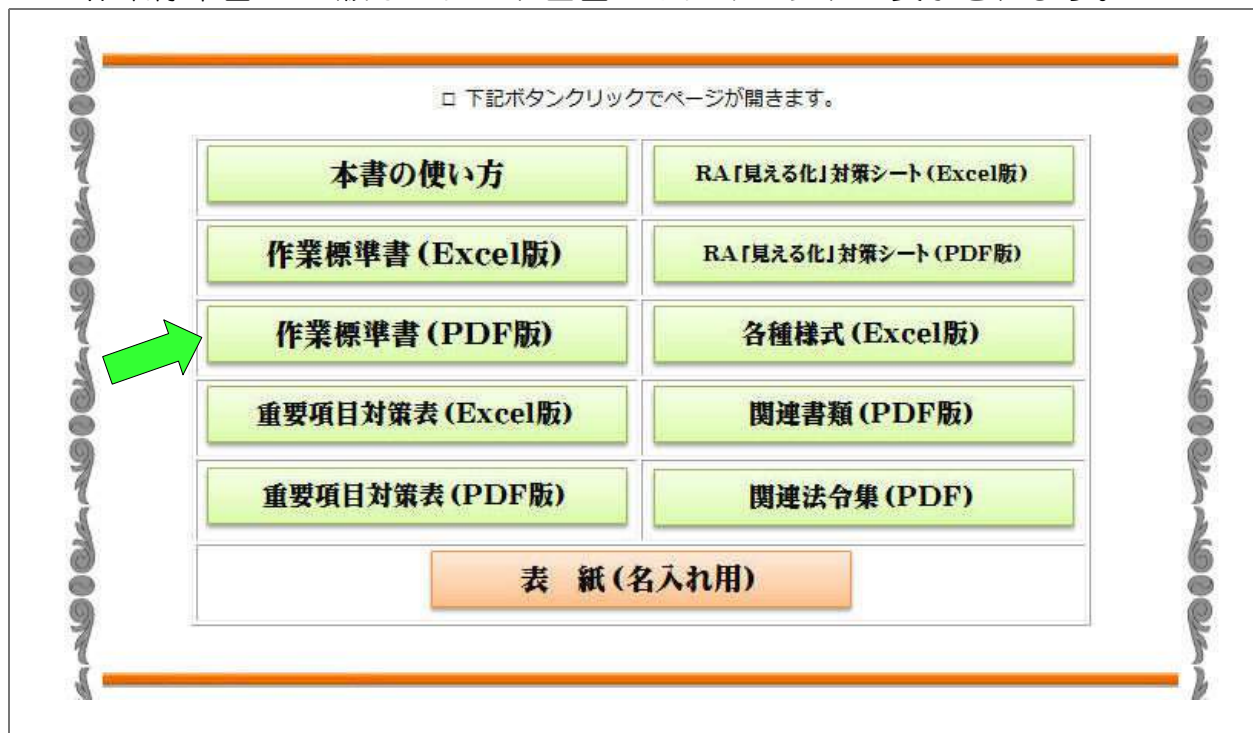 □ 下記ボタンクリックでページが開きます。
本書の使い方
RA「見える化」対策シート(Excel版)
作業標準書(Excel版)
RA「見える化」対策シート(PDF版)
作業標準書(PDF版)
各種様式(Excel版)
重要項目対策表(Excel版)
関連書類(PDF版)
重要項目対策表(PDF版)
関連法令集(PDF)
表　紙(名入れ用)